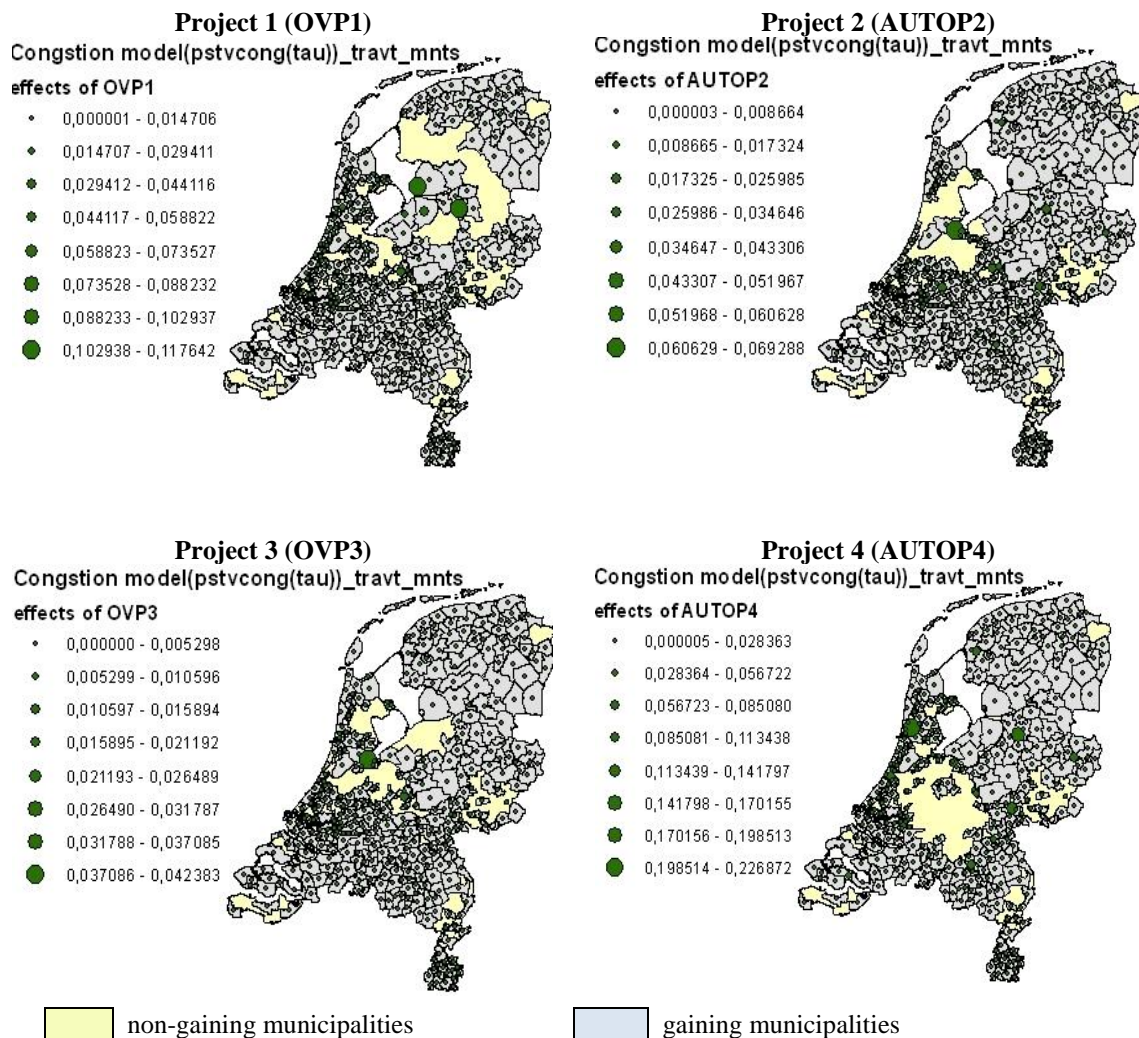 Project 1 (OVP1)
Congstion model(pstvcong(tau))_travt_mnts
effects of OVP1
0,000001 - 0,014706
0,014707 - 0,029411
0,029412 - 0,044116
0,044117 - 0,058822
0,058823 - 0,073527
0,073528 - 0,088232
0,088233 - 0,102937
0,102938 - 0,117642
Project 2 (AUTOP2)
Congstion model(pstvcong(tau))_travt_mnts
effects of AUTOP2
0,000003 - 0,008664
0,008665 - 0,017324
0,017325 - 0,025985
0,025986 - 0,034646
0,034647 - 0,043306
0,043307 - 0,051967
0,051968 - 0,060628
0,060629 - 0,069288
Project 3 (OVP3)
Congstion model(pstvcong(tau))_travt_mnts
effects of OVP3
0,000000 - 0,005298
0,005299 - 0,010596
0,010597 - 0,015894
0,015895 - 0,021192
0,021193 - 0,026489
0,026490 - 0,031787
0,031788 - 0,037085
0,037086 - 0,042383
Project 4 (AUTOP4)
Congstion model(pstvcong(tau))_travt_mnts
effects of AUTOP4
0,000005 - 0,028363
0,028364 - 0,056722
0,056723 - 0,085080
0,085081 - 0,113438
0,113439 - 0,141797
0,141798 - 0,170155
0,170156 - 0,198513
0,198514 - 0,226872
non-gaining municipalities
gaining municipalities